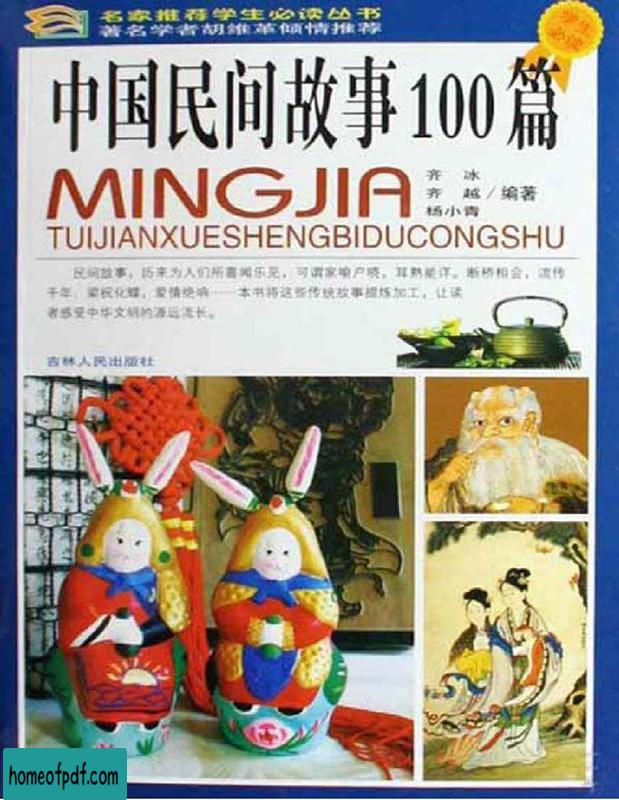 名家推荐学生必读丛书
著名学者胡维革倾情推荐
学生
必读
中国民间故事100篇
MINGJIA
齐 冰
齐 越/编著
杨小青
TUIJIANXUESHENGBIDUCONGSHU
民间故事，历来为人们所喜闻乐见，可谓家喻户晓，耳熟能详。断桥相会，流传
千年；梁祝化蝶，爱情绝响……本书将这些传统故事提炼加工，让读
者感受中华文明的源远流长。
吉林人民出版社
homeofpdf.com